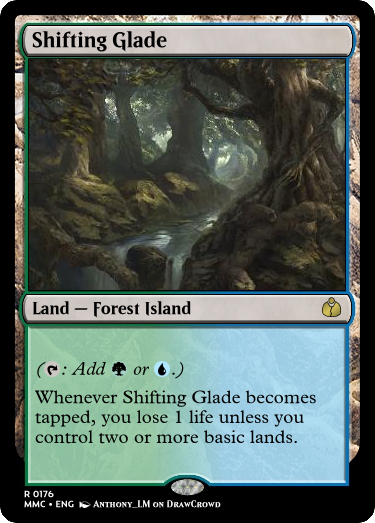 Shifting Glade
Land — Forest Island
(: Add or .)
Whenever Shifting Glade becomes
tapped, you lose 1 life unless you
control two or more basic lands.
R 0176
MMC • ENG Anthony_LM on DrawCrowd